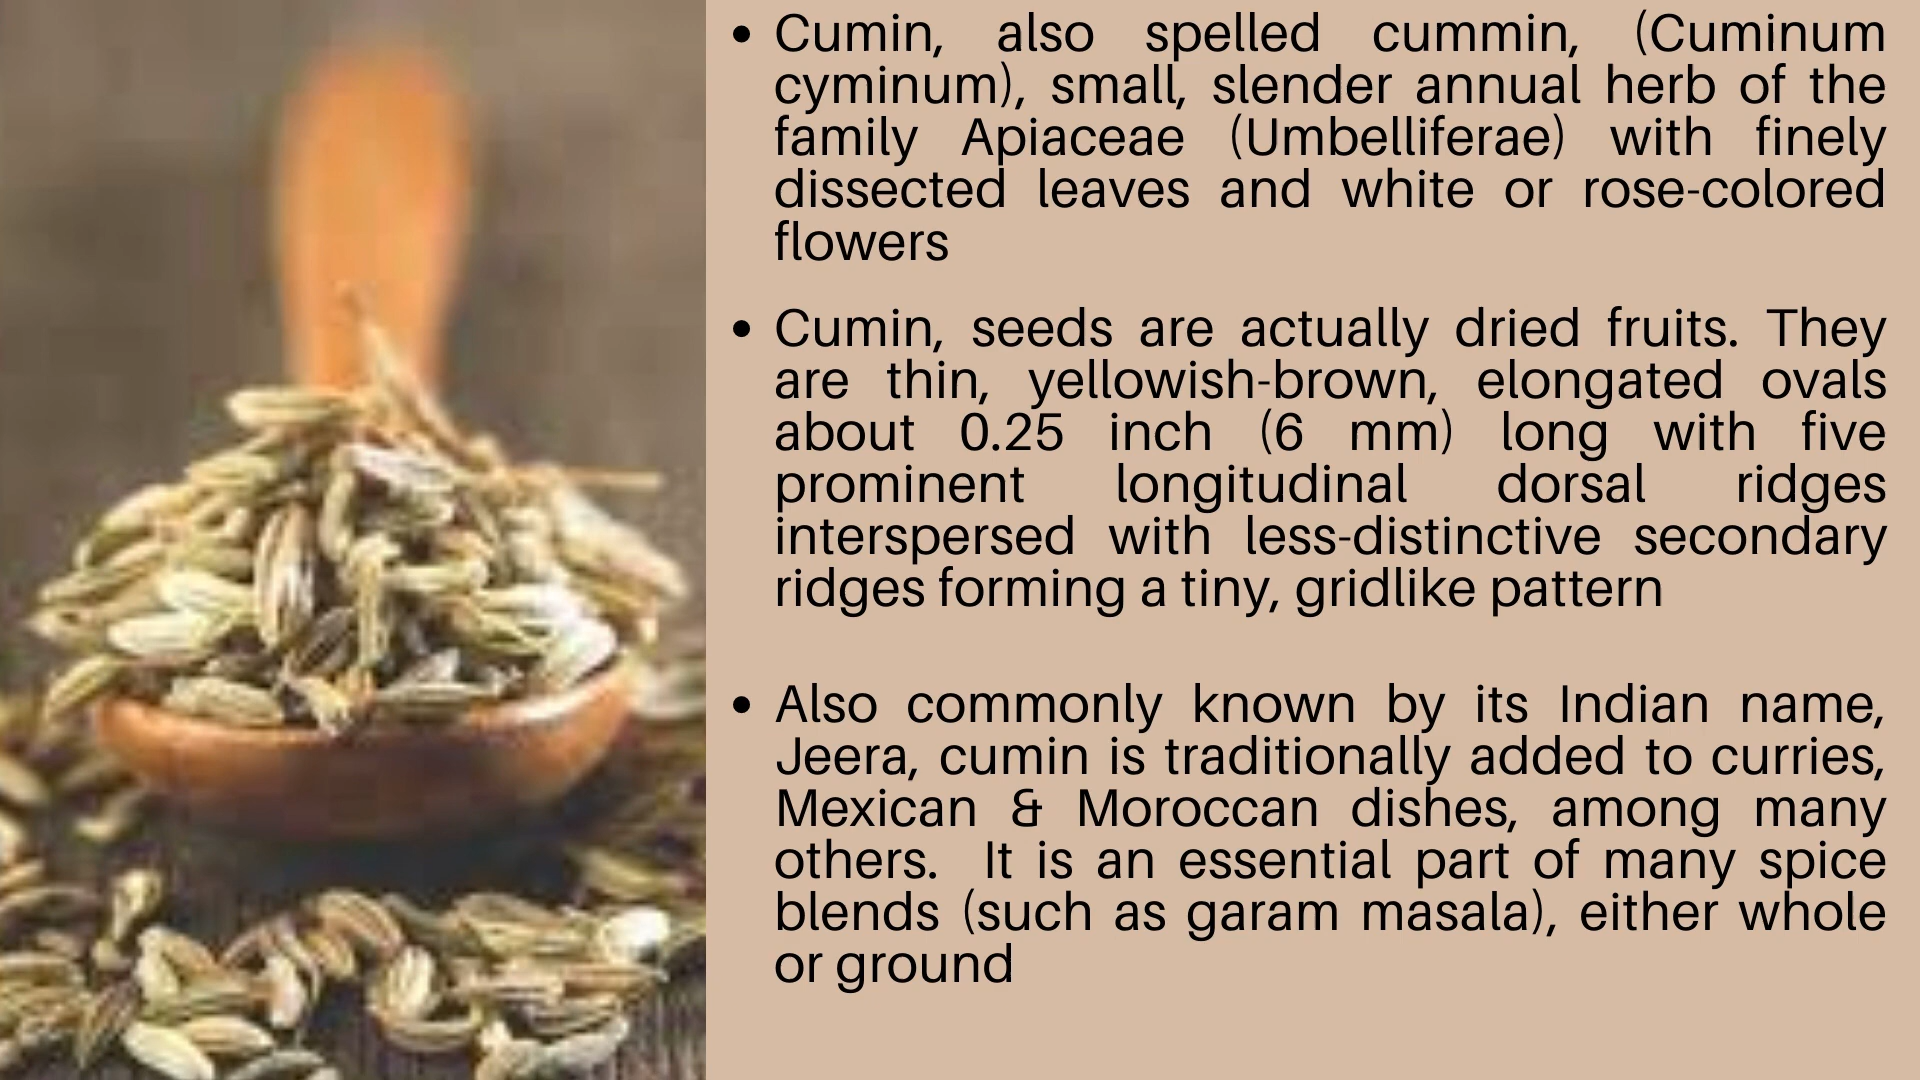 • Cumin, also spelled cummin, (Cuminum
cyminum), small, slender annual herb of the
family Apiaceae (Umbelliferae) with finely
dissected leaves and white or rose-colored
flowers
• Cumin, seeds are actually dried fruits. They
are thin, yellowish-brown, elongated ovals
about 0.25 inch (6 mm) long with five
prominent longitudinal dorsal ridges
interspersed with less-distinctive secondary
ridges forming a tiny, gridlike pattern
• Also commonly known by its Indian name,
Jeera, cumin is traditionally added to curries,
Mexican & Moroccan dishes, among many
others.  It is an essential part of many spice
blends (such as garam masala), either whole
or ground